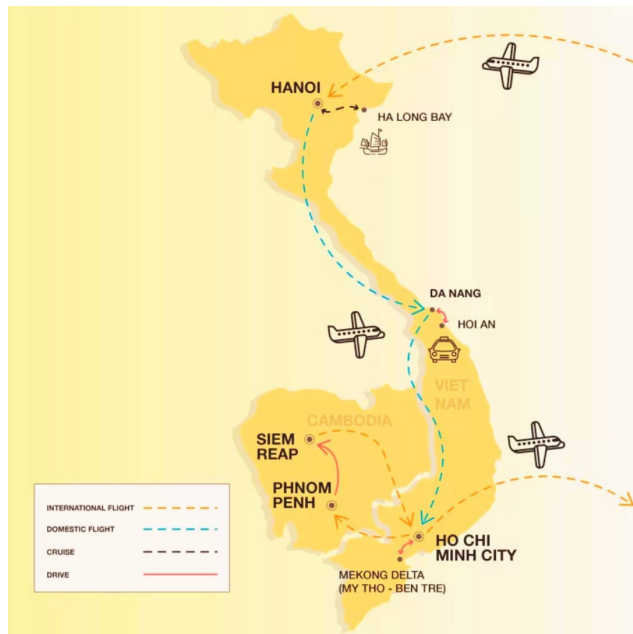 HANOI
HA LONG BAY
DA NANG
HOI AN
VIET
NAM
CAMBODIA
SIEM
REAP
PHNOM
PENH
HO CHI
MINH CITY
MEKONG DELTA
(MY THO - BEN TRE)
INTERNATIONAL FLIGHT
DOMESTIC FLIGHT
CRUISE
DRIVE